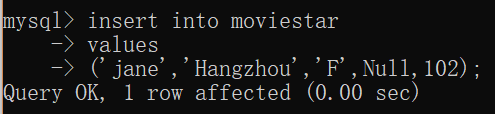 mysql> insert into moviestar
    -> values
    -> ('jane','Hangzhou','F',Null,102);
Query OK, 1 row affected (0.00 sec)